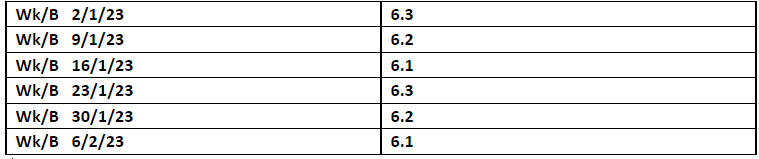 Wk/B 2/1/23 6.3
Wk/B 9/1/23 6.2
Wk/B 16/1/23 6.1
Wk/B 23/1/23 6.3
Wk/B 30/1/23 6.2
Wk/B 6/2/23 6.1